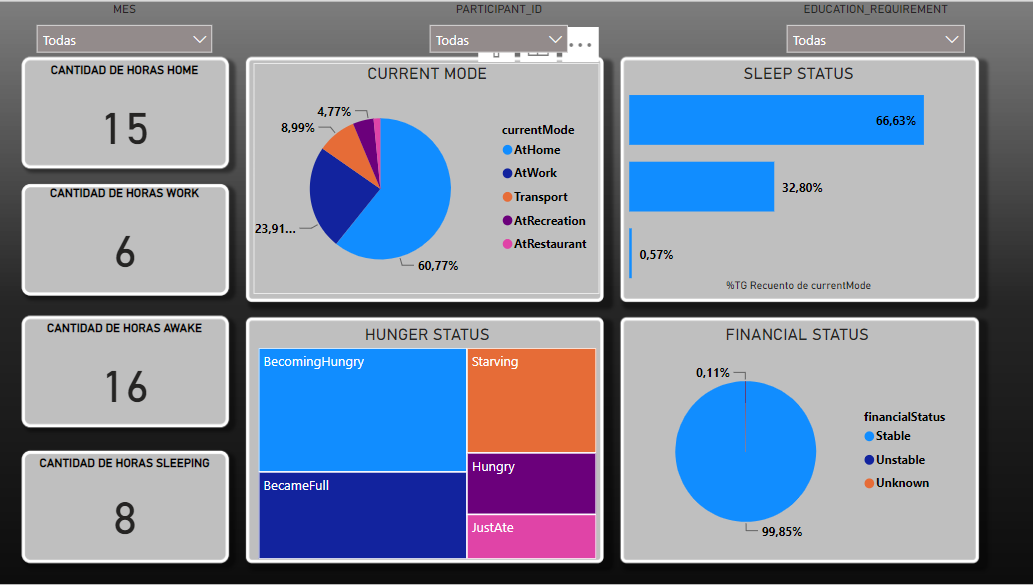 MES
Todas
PARTICIPANT_ID
Todas
EDUCATION_REQUIREMENT
Todas
CANTIDAD DE HORAS HOME
15
CANTIDAD DE HORAS WORK
6
CANTIDAD DE HORAS AWAKE
16
CANTIDAD DE HORAS SLEEPING
8
CURRENT MODE
4,77%
8,99%
23,91...
60,77%
currentMode
AtHome
AtWork
Transport
AtRecreation
AtRestaurant
SLEEP STATUS
66,63%
32,80%
0,57%
%TG Recuento de currentMode
HUNGER STATUS
BecomingHungry
BecameFull
Starving
Hungry
JustAte
FINANCIAL STATUS
0,11%
99,85%
financialStatus
Stable
Unstable
Unknown